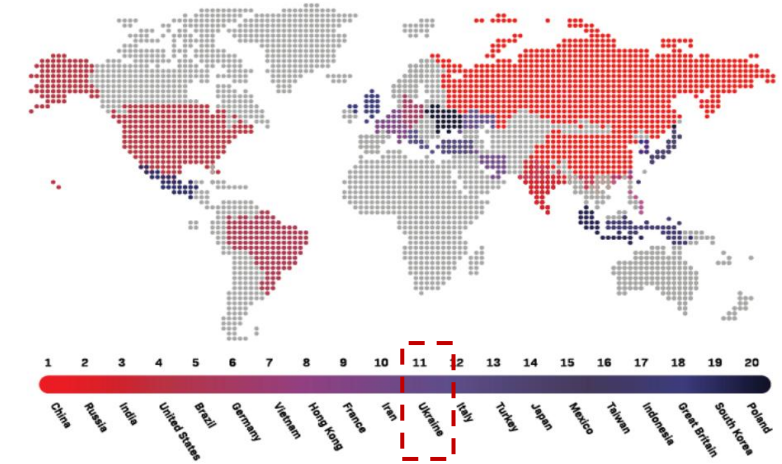 1 2 3 4 5 6 7 8 9 10 11 12 13 14 15 16 17 18 19 20
China Russia India United States Brazil Germany Vietnam Hong Kong France Iran Ukraine Italy Turkey Japan Mexico Taiwan Indonesia Great Britain South Korea Poland